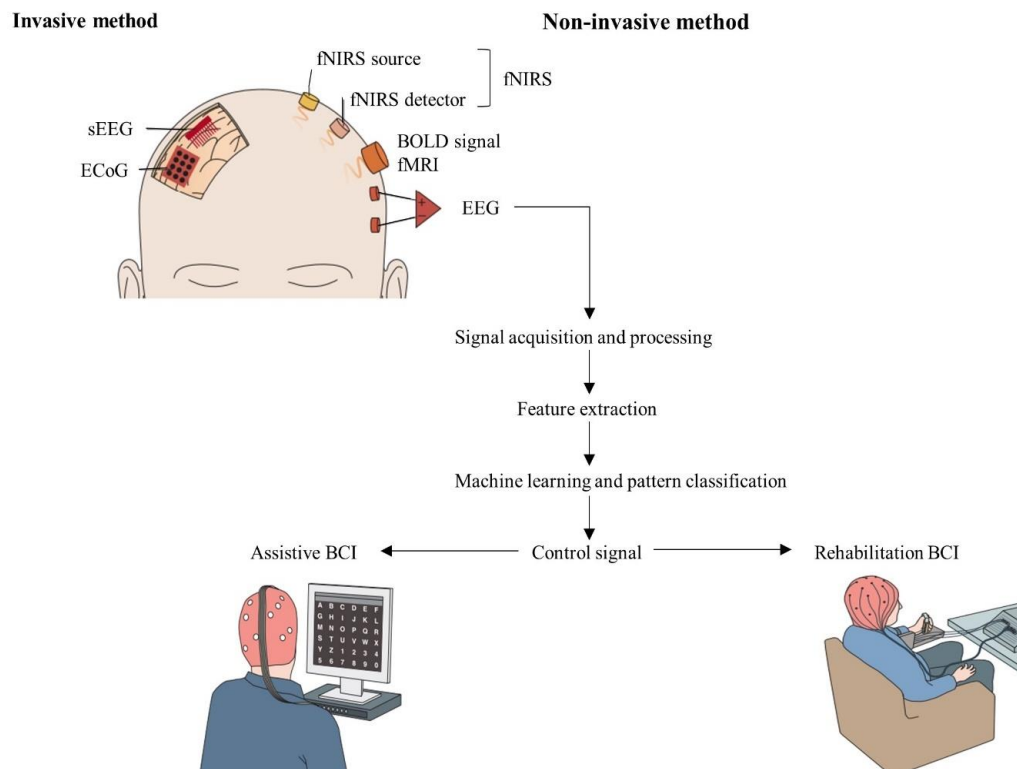 Invasive method
Non-invasive method
fNIRS source
fNIRS
fNIRS detector
sEEG
BOLD signal
fMRI
ECoG
+
EEG
−
Signal acquisition and processing
Feature extraction
Machine learning and pattern classification
Assistive BCI
Control signal
Rehabilitation BCI
A B C D E F
G H I J K L
M N O P Q R
S T U V W X
Y Z 1 2 3 4
5 6 7 8 9 0